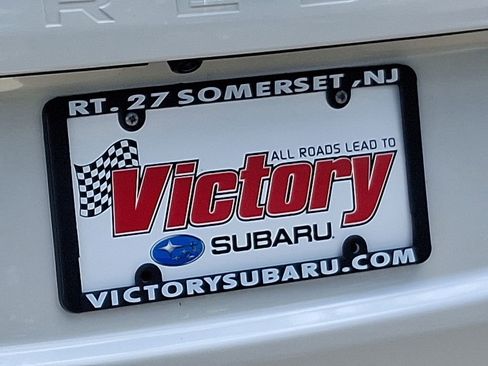 RT. 27 SOMERSET, NJ
ALL ROADS LEAD TO
Victory
SUBARU
VICTORYSUBARU.COM